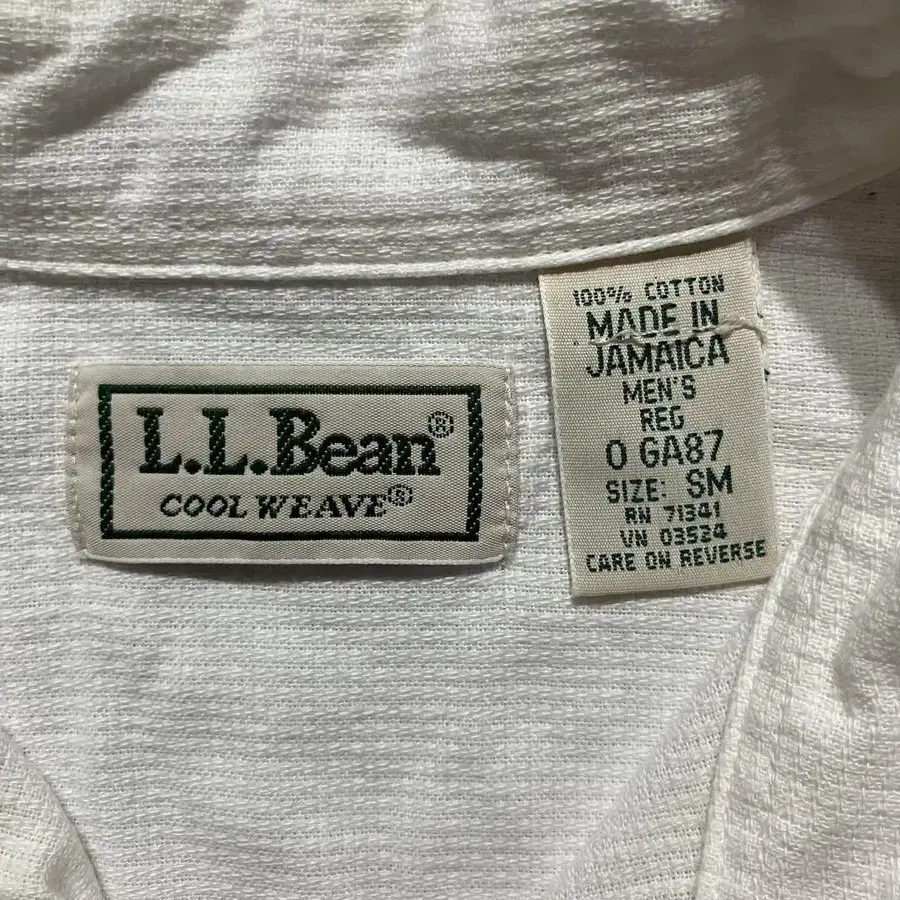 L.L.Bean®
COOL WEAVE®
100% COTTON
MADE IN
JAMAICA
MEN'S
REG
0 GA87
SIZE: SM
RN 71341
VN 03524
CARE ON REVERSE